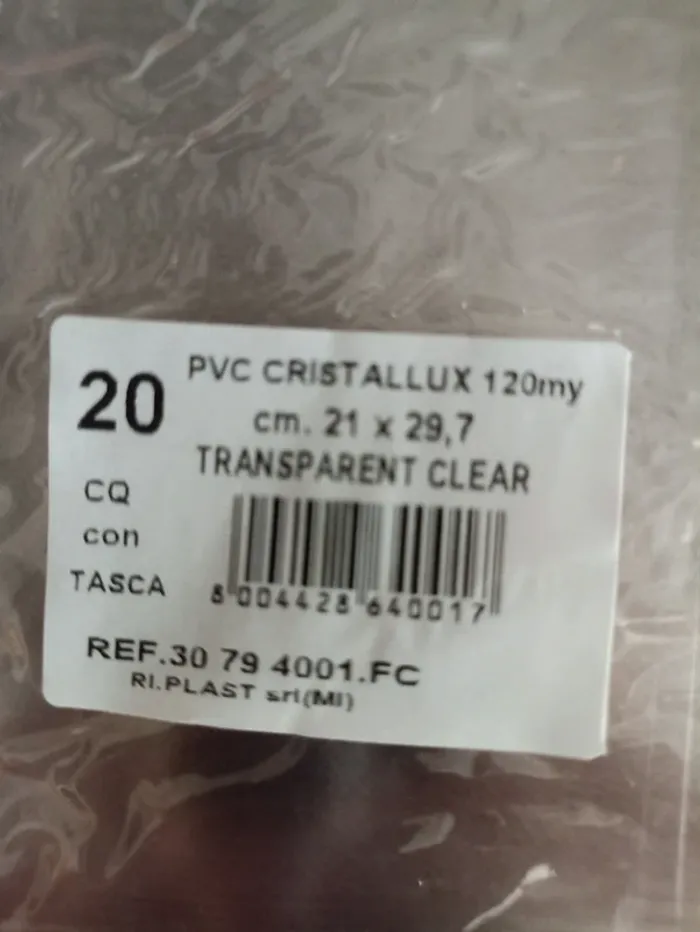 20
PVC CRISTALLUX 120my
cm. 21 x 29,7
TRANSPARENT CLEAR
CQ
con
TASCA
8 004428 640017
REF.30 79 4001.FC
RI.PLAST srl(MI)